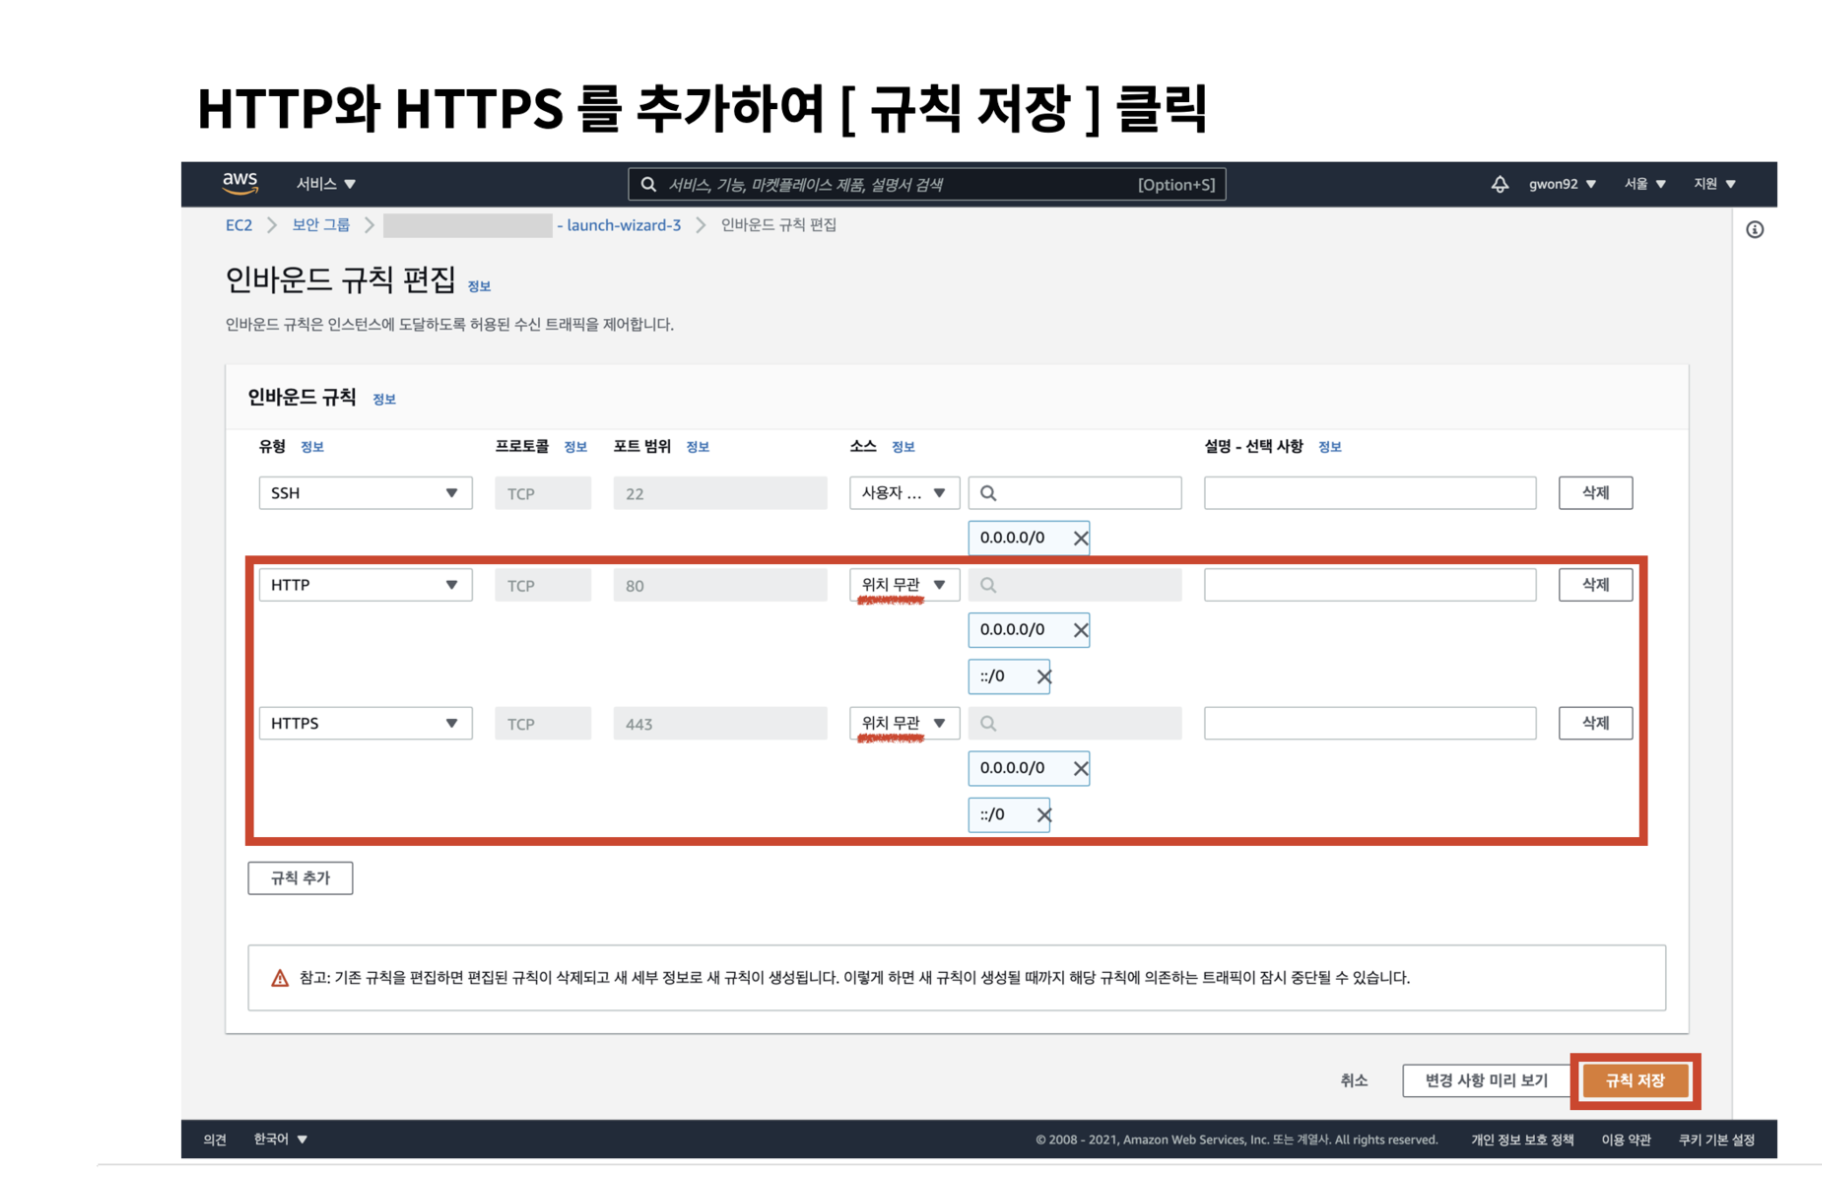 HTTP와 HTTPS 를 추가하여 [ 규칙 저장 ] 클릭
aws 서비스 ▼ 서비스, 기능, 마켓플레이스 제품, 설명서 검색 [Option+S] gwon92 ▼ 서울 ▼ 지원 ▼
EC2 > 보안 그룹 > - launch-wizard-3 > 인바운드 규칙 편집
인바운드 규칙 편집 정보
인바운드 규칙은 인스턴스에 도달하도록 허용된 수신 트래픽을 제어합니다.
인바운드 규칙 정보
유형 정보 프로토콜 정보 포트 범위 정보 소스 정보 설명 - 선택 사항 정보
SSH ▼ TCP 22 사용자 ... ▼ 삭제
0.0.0.0/0 ×
HTTP ▼ TCP 80 위치 무관 ▼ 삭제
0.0.0.0/0 ×
::/0 ×
HTTPS ▼ TCP 443 위치 무관 ▼ 삭제
0.0.0.0/0 ×
::/0 ×
규칙 추가
참고: 기존 규칙을 편집하면 편집된 규칙이 삭제되고 새 세부 정보로 새 규칙이 생성됩니다. 이렇게 하면 새 규칙이 생성될 때까지 해당 규칙에 의존하는 트래픽이 잠시 중단될 수 있습니다.
취소 변경 사항 미리 보기 규칙 저장
의견 한국어 ▼ © 2008 - 2021, Amazon Web Services, Inc. 또는 계열사. All rights reserved. 개인 정보 보호 정책 이용 약관 쿠키 기본 설정